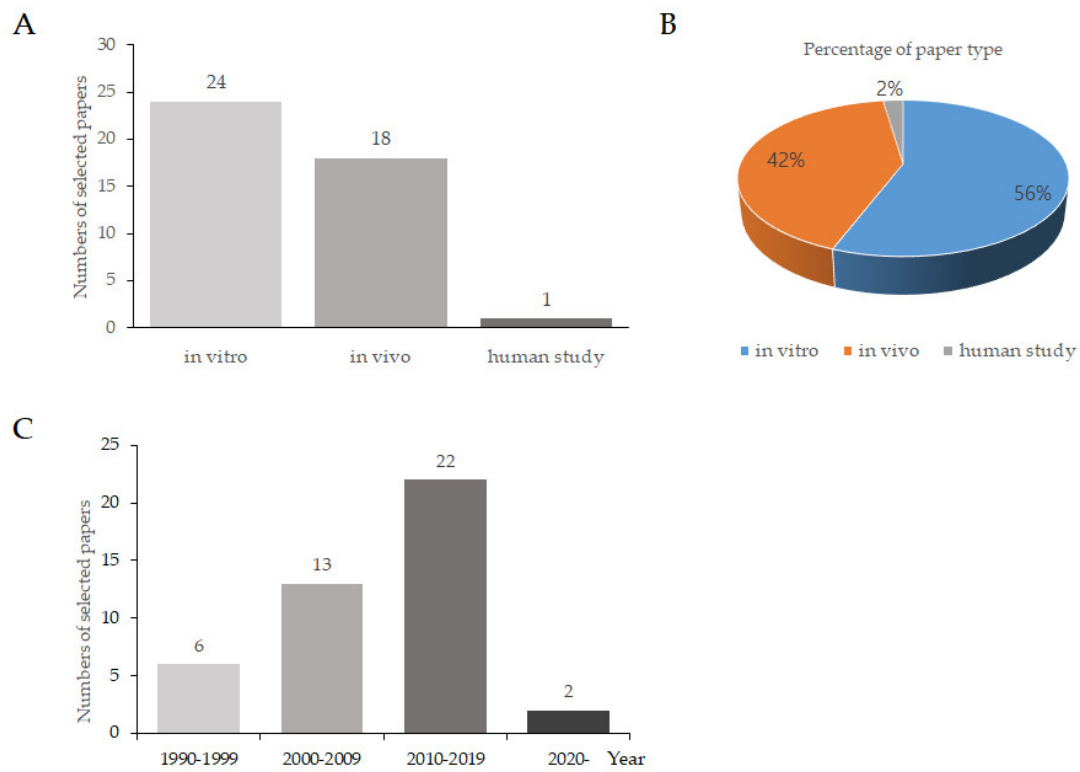 A
Numbers of selected papers
30
25
20
15
10
5
0
24
18
1
in vitro
in vivo
human study
B
Percentage of paper type
2%
42%
56%
in vitro in vivo human study
C
Numbers of selected papers
25
20
15
10
5
0
6
13
22
2
1990-1999 2000-2009 2010-2019 2020- Year